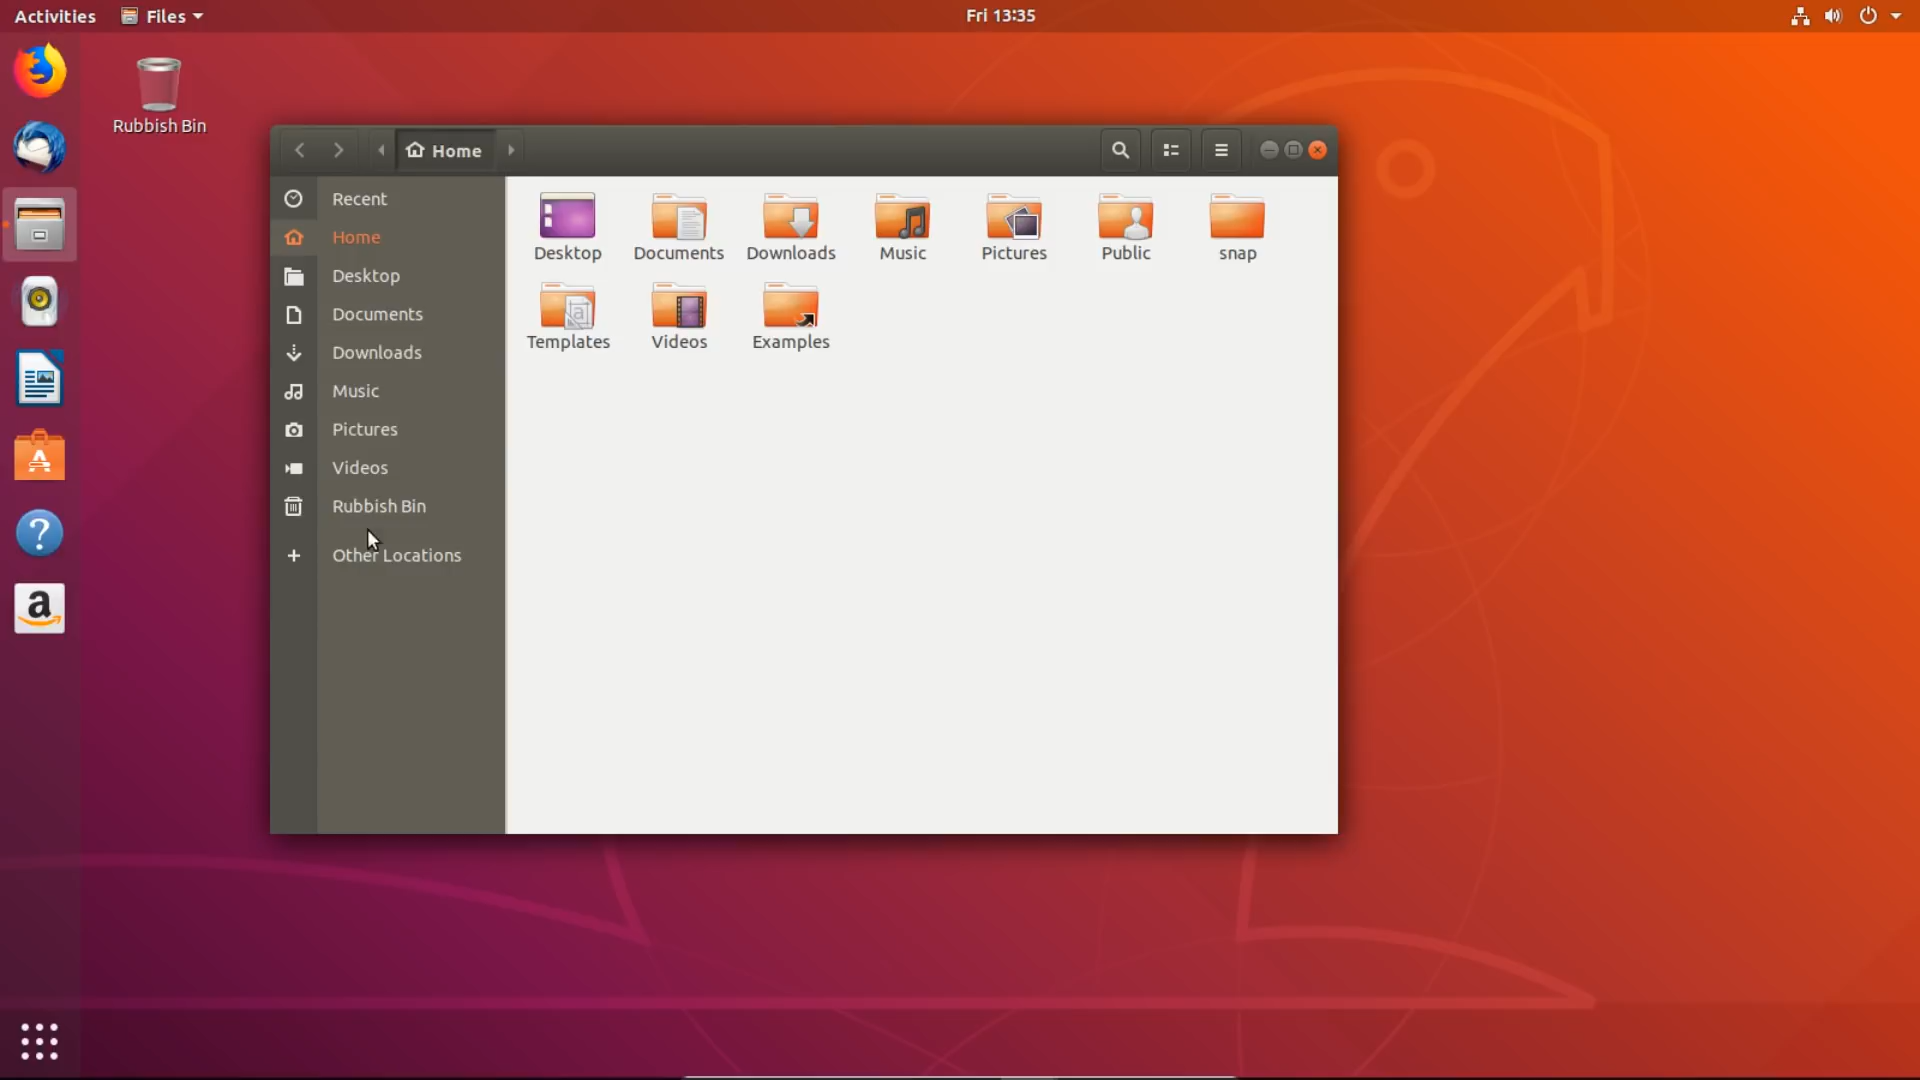 Activities Files Fri 13:35
Rubbish Bin
Home
Recent
Home
Desktop
Documents
Downloads
Music
Pictures
Videos
Rubbish Bin
Other Locations
Desktop Documents Downloads Music Pictures Public snap
Templates Videos Examples